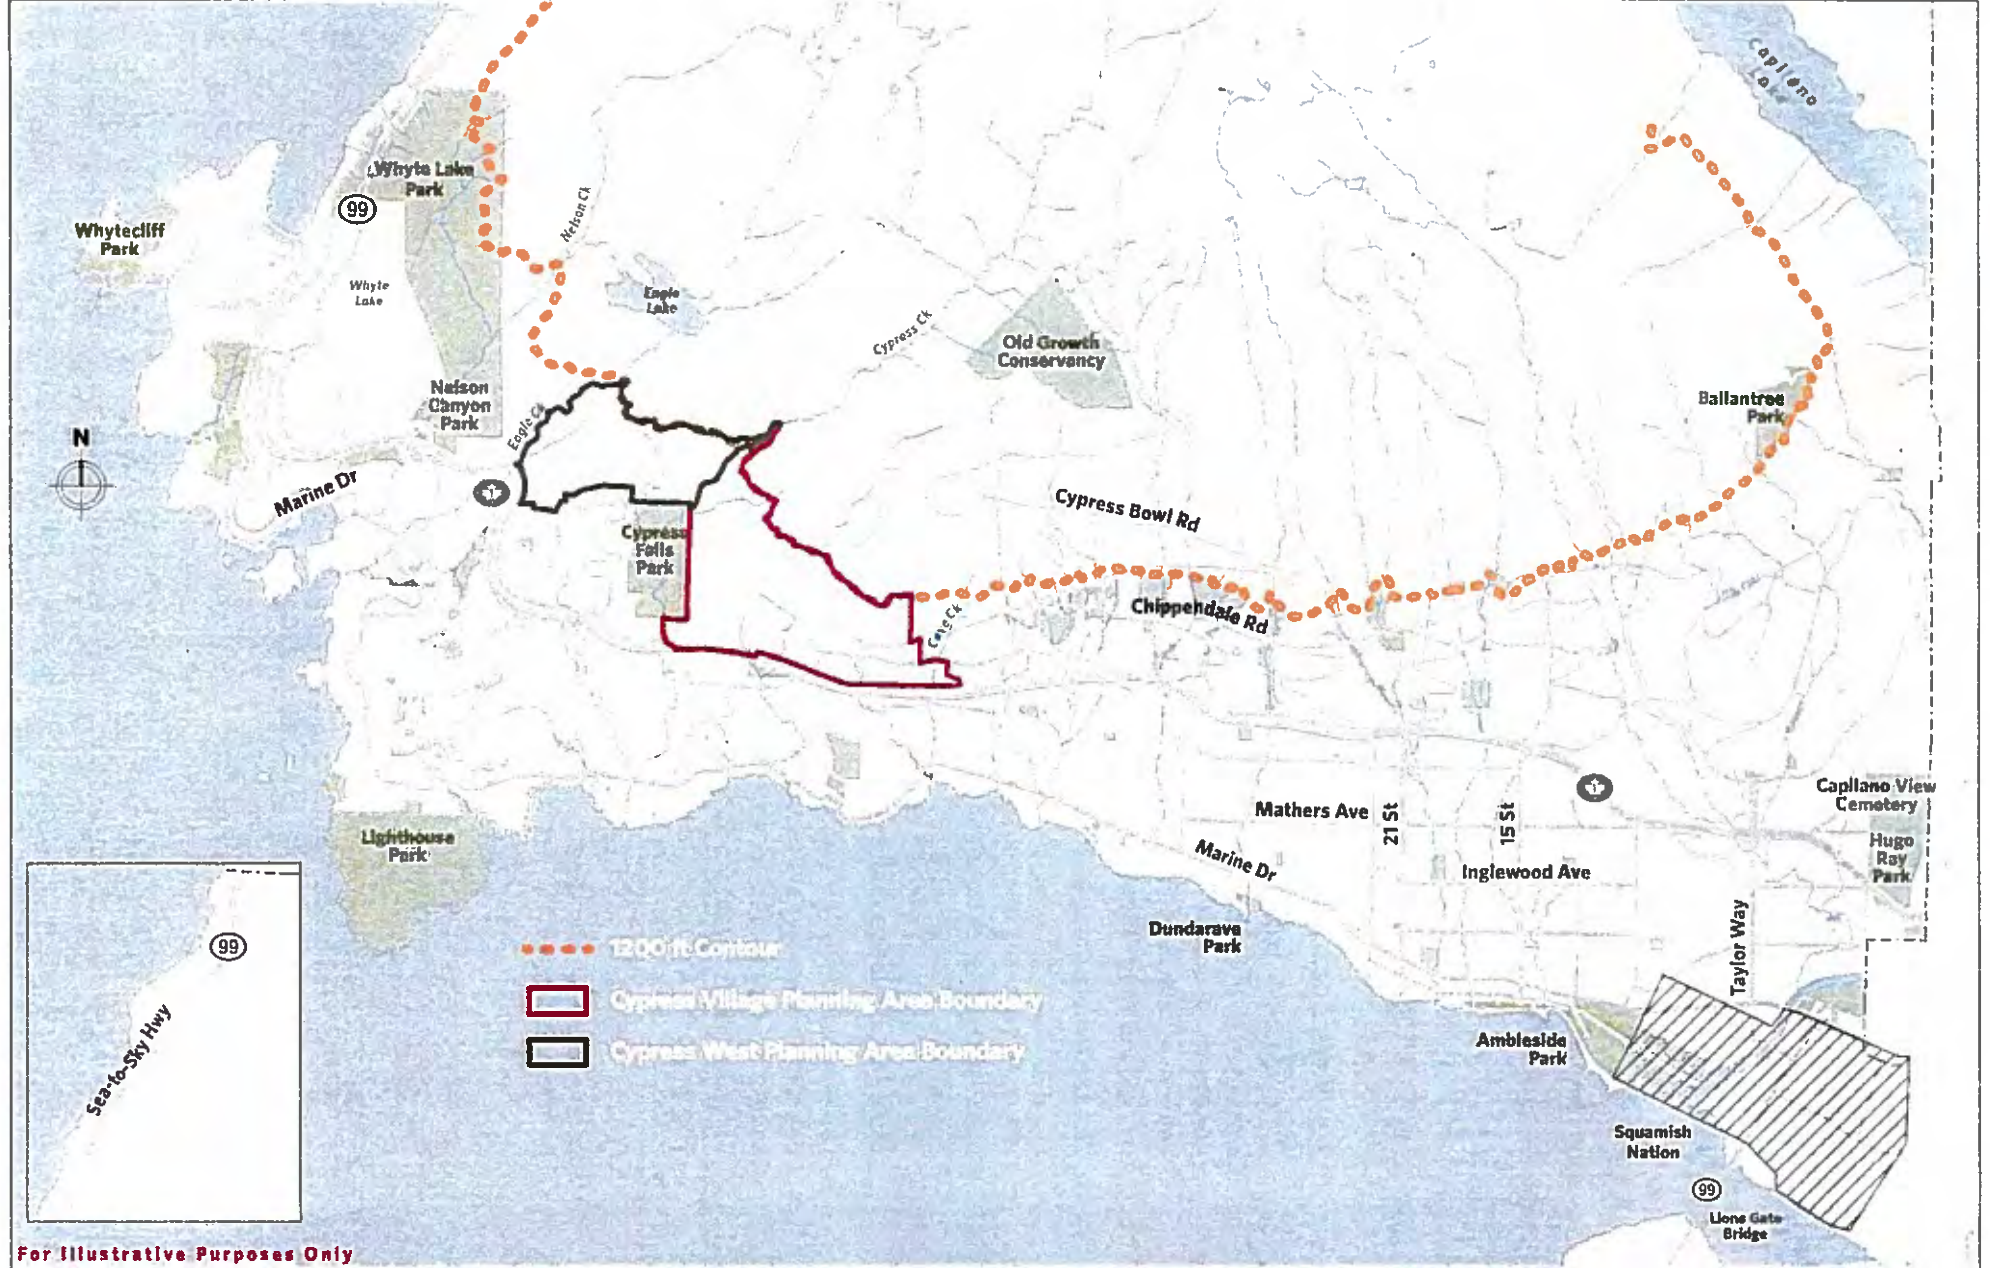 Capilano
Lake
Whyte Lake
Park
99
Nelson Ck
Whytecliff
Park
Whyte
Lake
Eagle
Lake
Cypress Ck
Old Growth
Conservancy
Nelson
Canyon
Park
Eagle Ck
Ballantree
Park
N
Marine Dr
1
Cypress Bowl Rd
Cypress
Falls
Park
Chippendale Rd
Cave Ck
1
Capilano View
Cemetery
Mathers Ave
21 St
15 St
Hugo
Ray
Park
Lighthouse
Park
Marine Dr
Inglewood Ave
Taylor Way
Dundarave
Park
99
Sea-to-Sky Hwy
1200 ft Contour
Cypress Village Planning Area Boundary
Cypress West Planning Area Boundary
Ambleside
Park
Squamish
Nation
99
Lions Gate
Bridge
For Illustrative Purposes Only